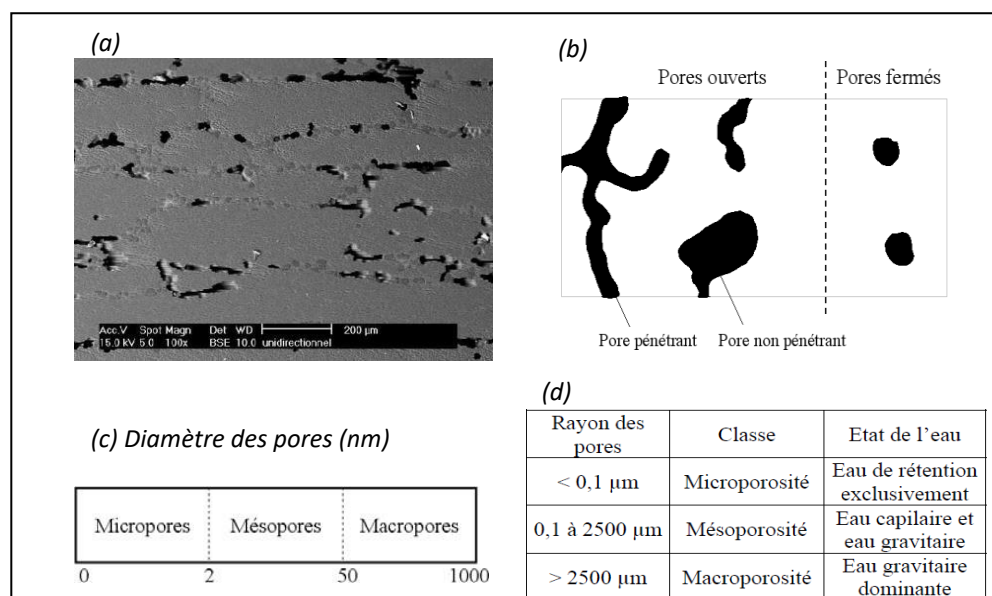 (a)
Acc.V Spot Magn Det WD 200 µm
15.0 kV 5.0 100x BSE 10.0 unidirectionnel
(b)
Pores ouverts Pores fermés
Pore pénétrant Pore non pénétrant
(c) Diamètre des pores (nm)
Micropores Mésopores Macropores
0 2 50 1000
(d)
Rayon des pores Classe Etat de l'eau
< 0,1 µm Microporosité Eau de rétention exclusivement
0,1 à 2500 µm Mésoporosité Eau capilaire et eau gravitaire
> 2500 µm Macroporosité Eau gravitaire dominante